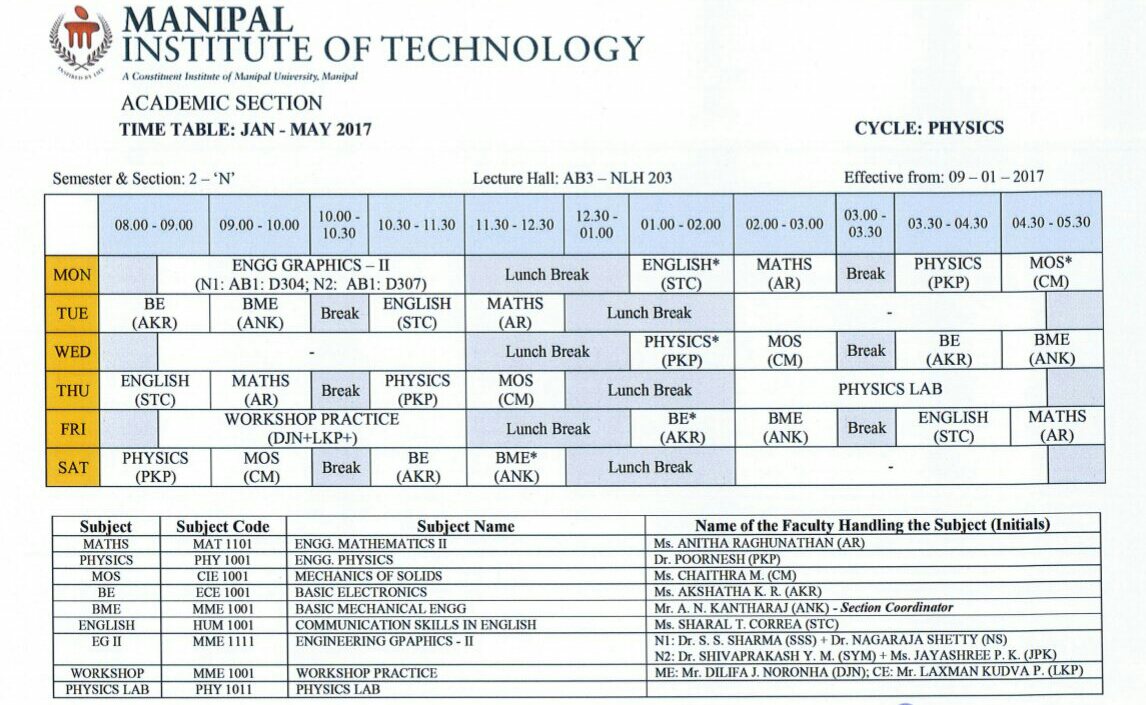 MANIPAL
INSTITUTE OF TECHNOLOGY
INSPIRED BY LIFE
A Constituent Institute of Manipal University, Manipal
ACADEMIC SECTION
TIME TABLE: JAN - MAY 2017 CYCLE: PHYSICS
Semester & Section: 2 – ‘N’ Lecture Hall: AB3 – NLH 203 Effective from: 09 – 01 – 2017
08.00 - 09.00 09.00 - 10.00 10.00 - 10.30 10.30 - 11.30 11.30 - 12.30 12.30 - 01.00 01.00 - 02.00 02.00 - 03.00 03.00 - 03.30 03.30 - 04.30 04.30 - 05.30
MON ENGG GRAPHICS – II (N1: AB1: D304; N2: AB1: D307) Lunch Break ENGLISH* (STC) MATHS (AR) Break PHYSICS (PKP) MOS* (CM)
TUE BE (AKR) BME (ANK) Break ENGLISH (STC) MATHS (AR) Lunch Break -
WED - Lunch Break PHYSICS* (PKP) MOS (CM) Break BE (AKR) BME (ANK)
THU ENGLISH (STC) MATHS (AR) Break PHYSICS (PKP) MOS (CM) Lunch Break PHYSICS LAB
FRI WORKSHOP PRACTICE (DJN+LKP+) Lunch Break BE* (AKR) BME (ANK) Break ENGLISH (STC) MATHS (AR)
SAT PHYSICS (PKP) MOS (CM) Break BE (AKR) BME* (ANK) Lunch Break -
Subject Subject Code Subject Name Name of the Faculty Handling the Subject (Initials)
MATHS MAT 1101 ENGG. MATHEMATICS II Ms. ANITHA RAGHUNATHAN (AR)
PHYSICS PHY 1001 ENGG. PHYSICS Dr. POORNESH (PKP)
MOS CIE 1001 MECHANICS OF SOLIDS Ms. CHAITHRA M. (CM)
BE ECE 1001 BASIC ELECTRONICS Ms. AKSHATHA K. R. (AKR)
BME MME 1001 BASIC MECHANICAL ENGG Mr. A. N. KANTHARAJ (ANK) - Section Coordinator
ENGLISH HUM 1001 COMMUNICATION SKILLS IN ENGLISH Ms. SHARAL T. CORREA (STC)
EG II MME 1111 ENGINEERING GPAPHICS - II N1: Dr. S. S. SHARMA (SSS) + Dr. NAGARAJA SHETTY (NS)
N2: Dr. SHIVAPRAKASH Y. M. (SYM) + Ms. JAYASHREE P. K. (JPK)
WORKSHOP MME 1001 WORKSHOP PRACTICE ME: Mr. DILIFA J. NORONHA (DJN); CE: Mr. LAXMAN KUDVA P. (LKP)
PHYSICS LAB PHY 1011 PHYSICS LAB